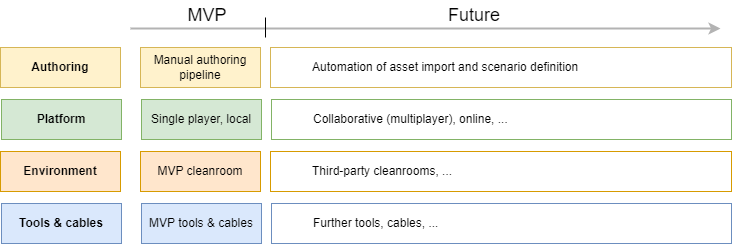 MVP
Future
Authoring
Manual authoring
pipeline
Automation of asset import and scenario definition
Platform
Single player, local
Collaborative (multiplayer), online, ...
Environment
MVP cleanroom
Third-party cleanrooms, ...
Tools & cables
MVP tools & cables
Further tools, cables, ...